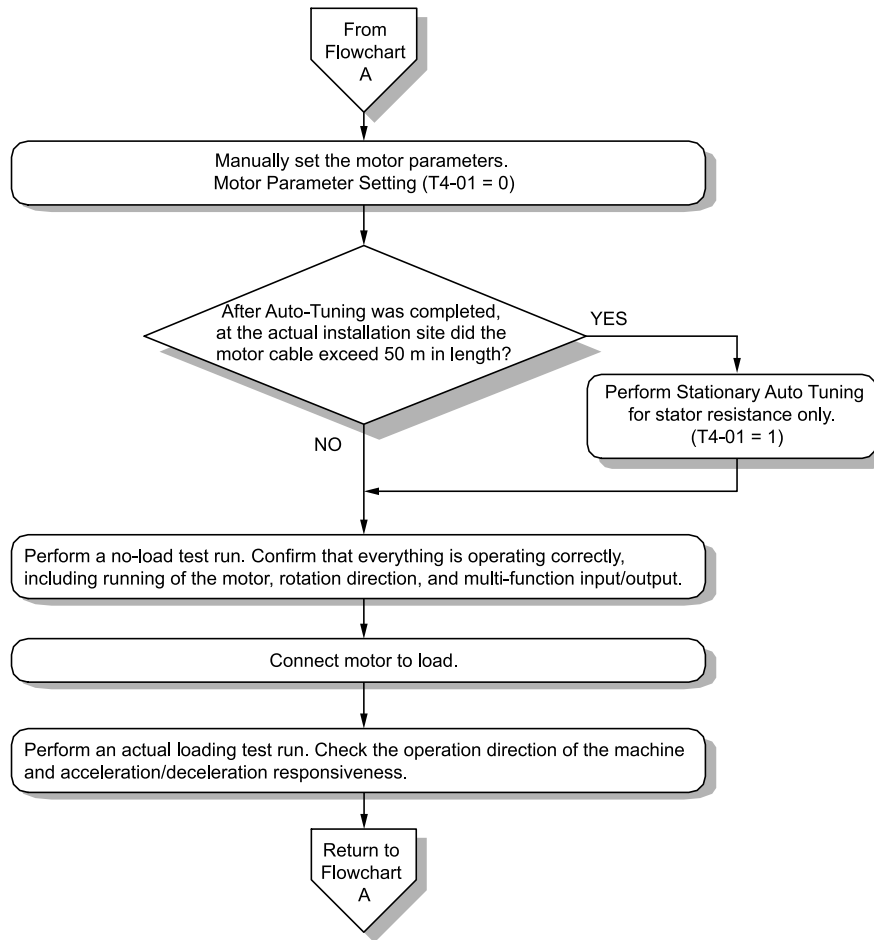 From
Flowchart
A
Manually set the motor parameters.
Motor Parameter Setting (T4-01 = 0)
After Auto-Tuning was completed,
at the actual installation site did the
motor cable exceed 50 m in length?
YES
Perform Stationary Auto Tuning
for stator resistance only.
(T4-01 = 1)
NO
Perform a no-load test run. Confirm that everything is operating correctly,
including running of the motor, rotation direction, and multi-function input/output.
Connect motor to load.
Perform an actual loading test run. Check the operation direction of the machine
and acceleration/deceleration responsiveness.
Return to
Flowchart
A